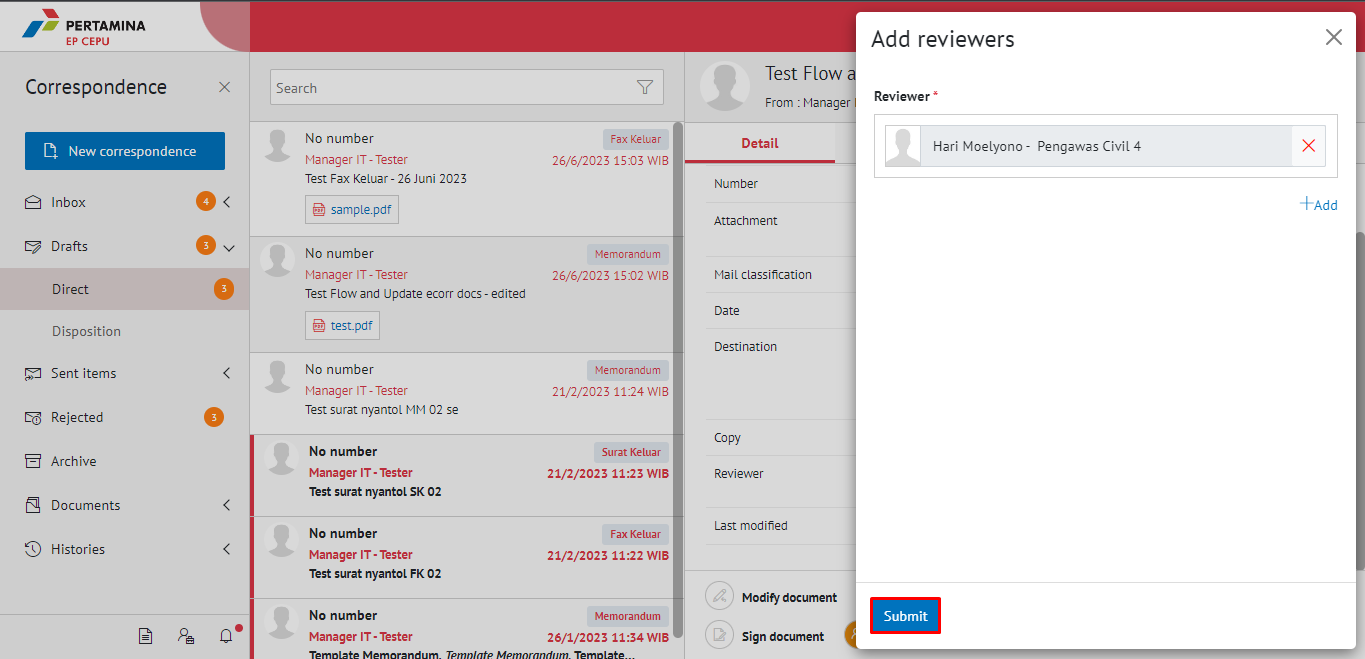 PERTAMINA
EP CEPU
Correspondence
New correspondence
Inbox 4
Drafts 3
Direct 3
Disposition
Sent items
Rejected 3
Archive
Documents
Histories
Search
No number Fax Keluar
Manager IT - Tester 26/6/2023 15:03 WIB
Test Fax Keluar - 26 Juni 2023
PDF sample.pdf
No number Memorandum
Manager IT - Tester 26/6/2023 15:02 WIB
Test Flow and Update ecorr docs - edited
PDF test.pdf
No number Memorandum
Manager IT - Tester 21/2/2023 11:24 WIB
Test surat nyantol MM 02 se
No number Surat Keluar
Manager IT - Tester 21/2/2023 11:23 WIB
Test surat nyantol SK 02
No number Fax Keluar
Manager IT - Tester 21/2/2023 11:22 WIB
Test surat nyantol FK 02
No number Memorandum
Manager IT - Tester 26/1/2023 11:34 WIB
Template Memorandum, Template Memorandum, Template...
Test Flow a
From : Manager
Detail
Number
Attachment
Mail classification
Date
Destination
Copy
Reviewer
Last modified
Modify document
Sign document
Add reviewers
Reviewer *
Hari Moelyono - Pengawas Civil 4
Add
Submit